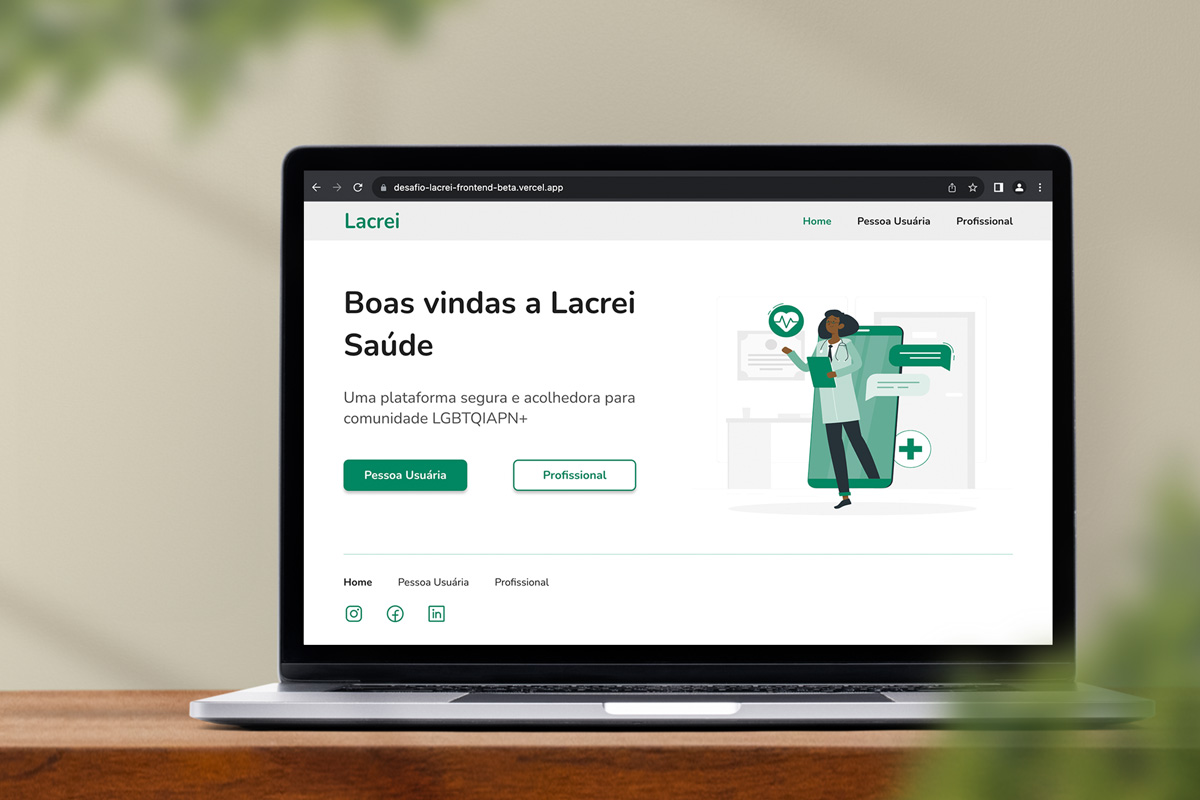 desafio-lacrei-frontend-beta.vercel.app
Lacrei
Home Pessoa Usuária Profissional
Boas vindas a Lacrei
Saúde
Uma plataforma segura e acolhedora para
comunidade LGBTQIAPN+
Pessoa Usuária Profissional
Home Pessoa Usuária Profissional